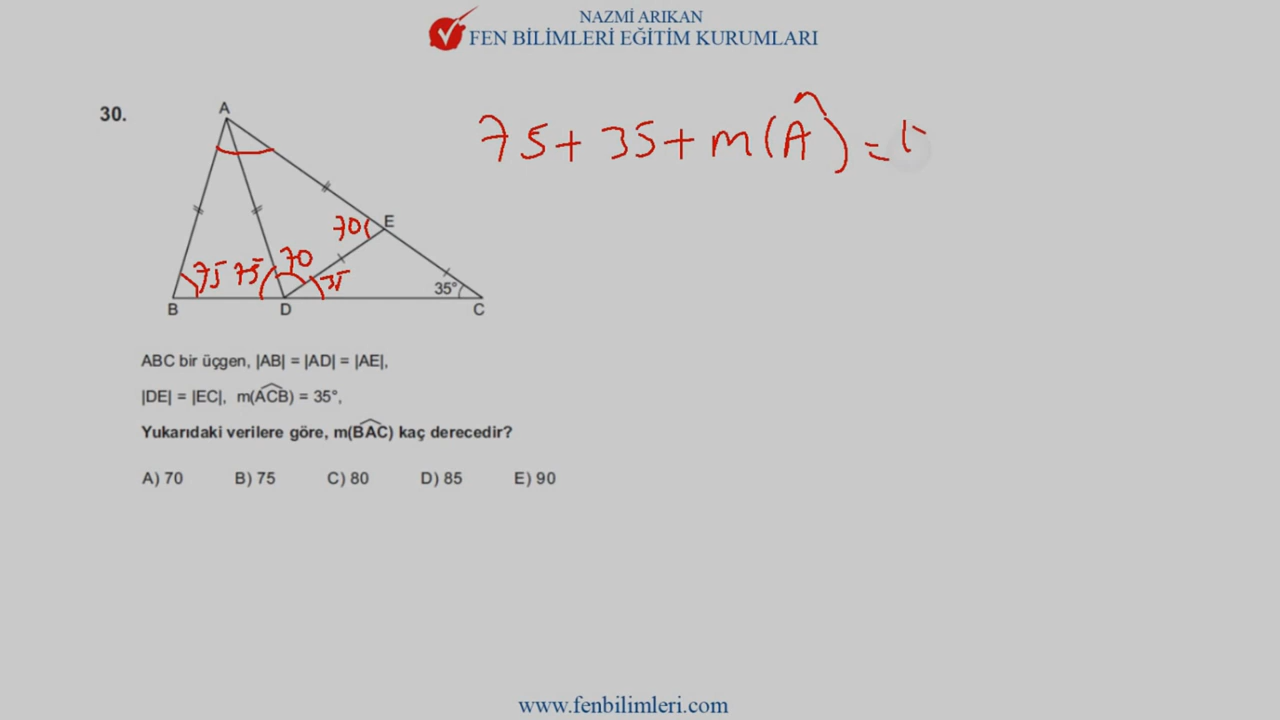 NAZMİ ARIKAN
FEN BİLİMLERİ EĞİTİM KURUMLARI
30.
A
75 + 35 + m(Â) =
70
E
75 75 70 35
35°
B
D
C
ABC bir üçgen, |AB| = |AD| = |AE|,
|DE| = |EC|, m(ACB) = 35°,
Yukarıdaki verilere göre, m(BAC) kaç derecedir?
A) 70 B) 75 C) 80 D) 85 E) 90
www.fenbilimleri.com